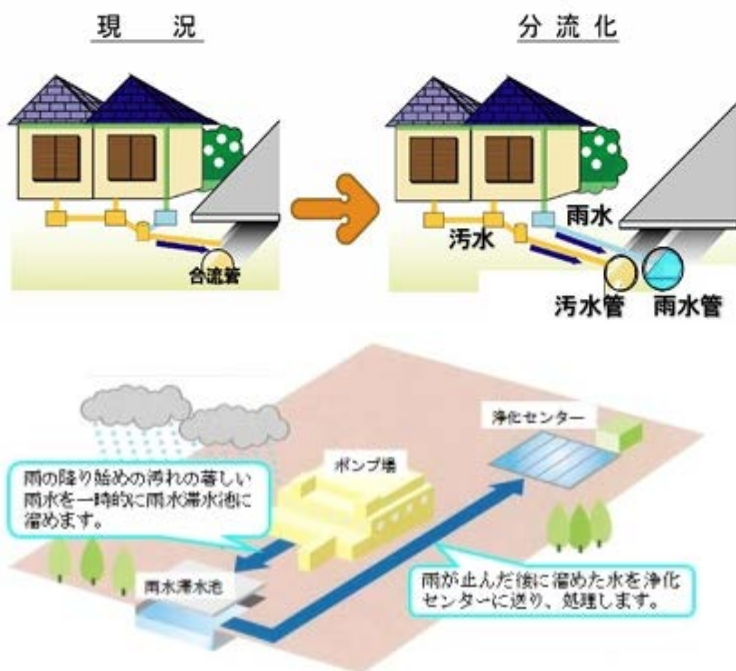 現 況
分 流 化
合流管
汚水
雨水
汚水管
雨水管
浄化センター
ポンプ場
雨の降り始めの汚れの著しい
雨水を一時的に雨水滞水池に
溜めます。
雨水滞水池
雨が止んだ後に溜めた水を浄化
センターに送り、処理します。